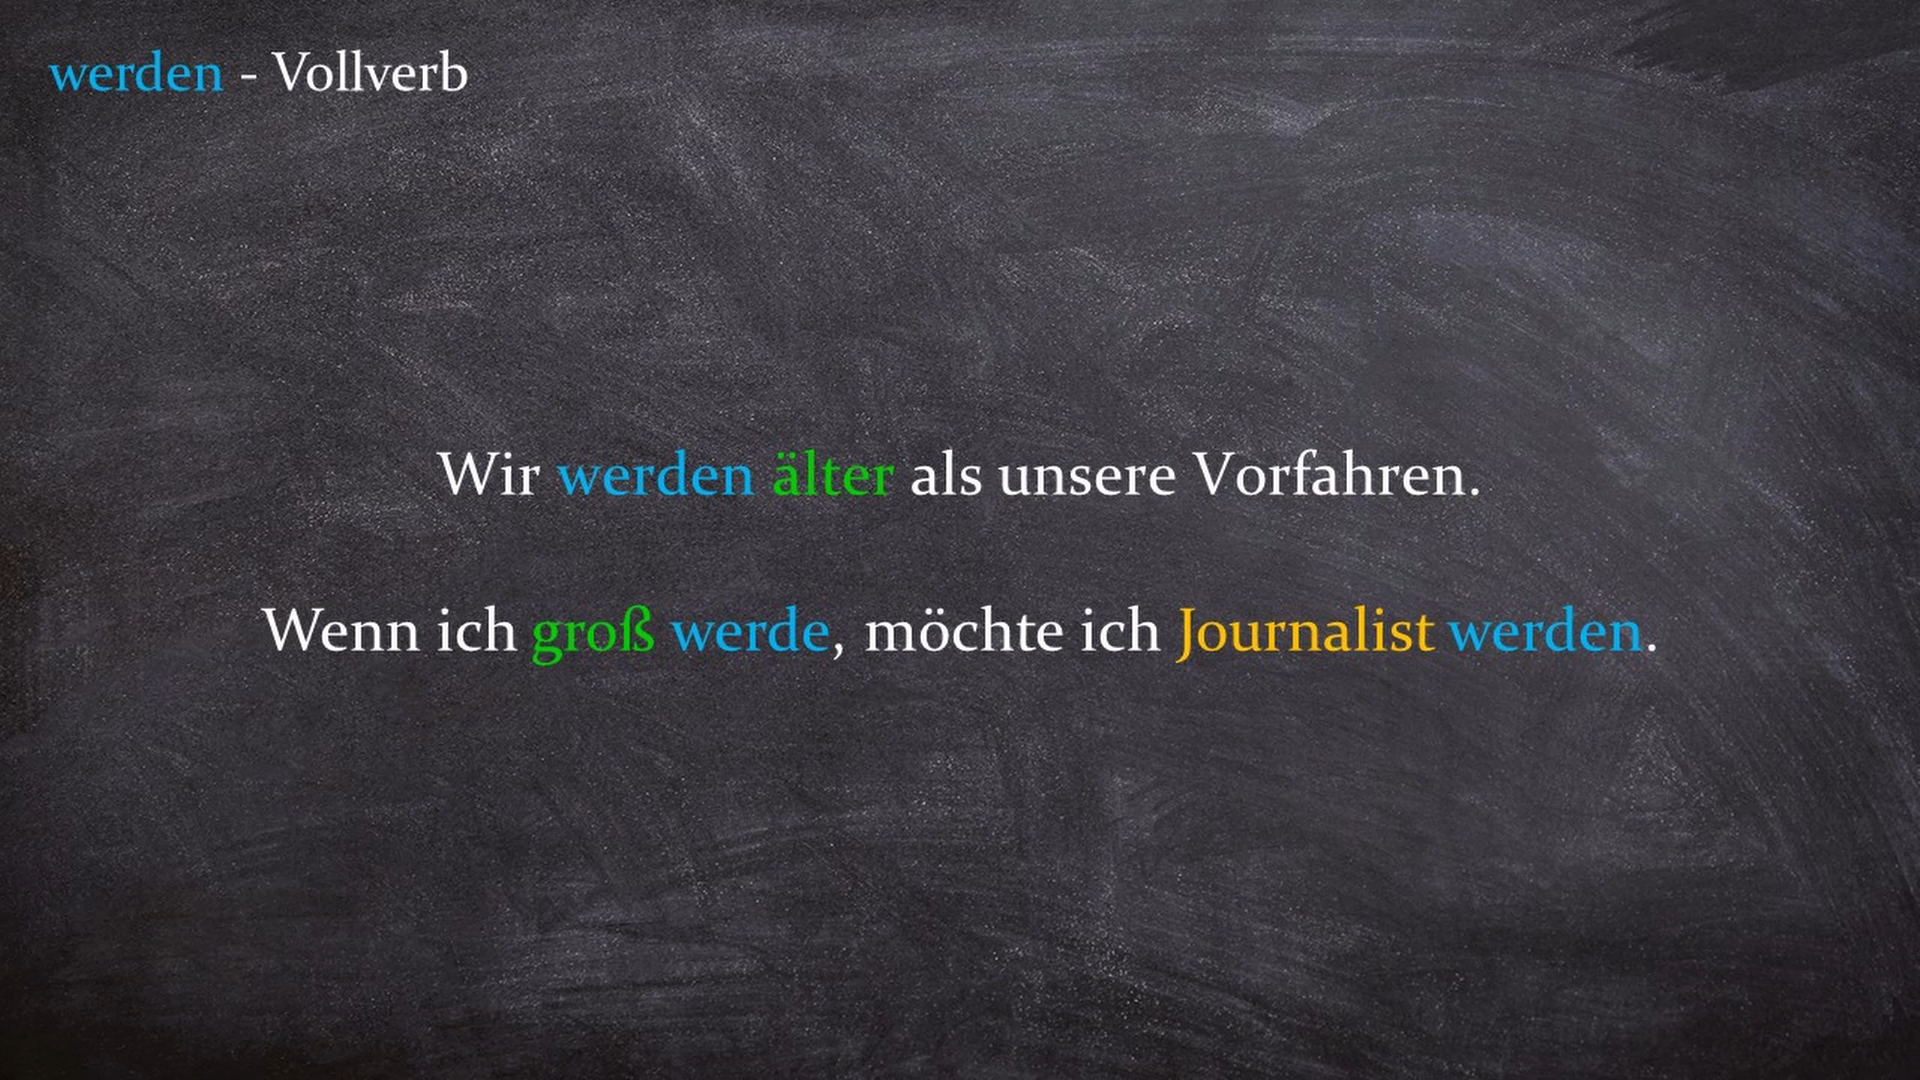 werden - Vollverb
Wir werden älter als unsere Vorfahren.
Wenn ich groß werde, möchte ich Journalist werden.